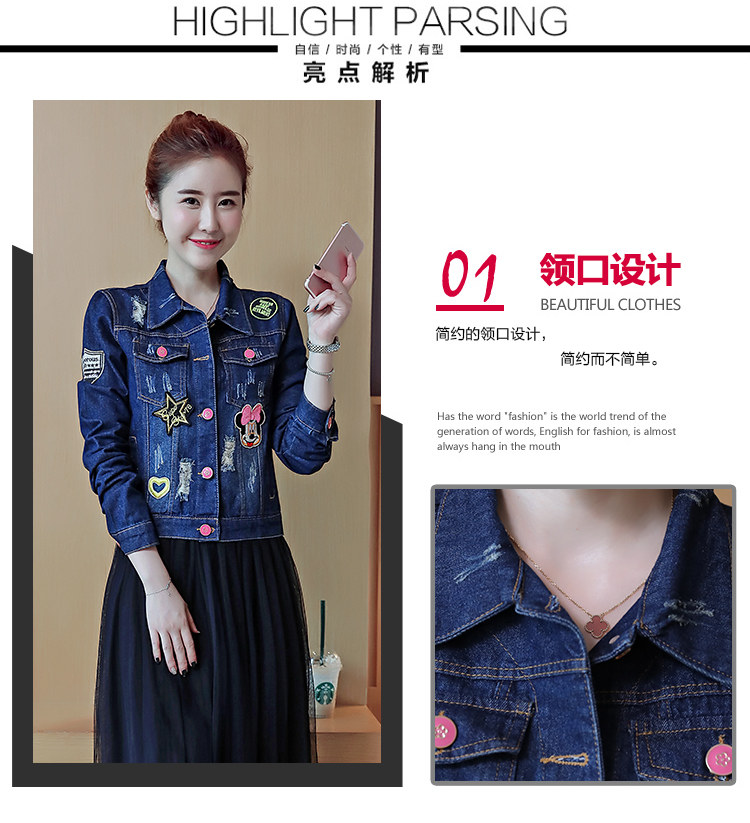 HIGHLIGHT PARSING
自信 / 时尚 / 个性 / 有型
亮点解析
01
领口设计
BEAUTIFUL CLOTHES
简约的领口设计，
简约而不简单。
Has the word "fashion" is the world trend of the
generation of words, English for fashion, is almost
always hang in the mouth